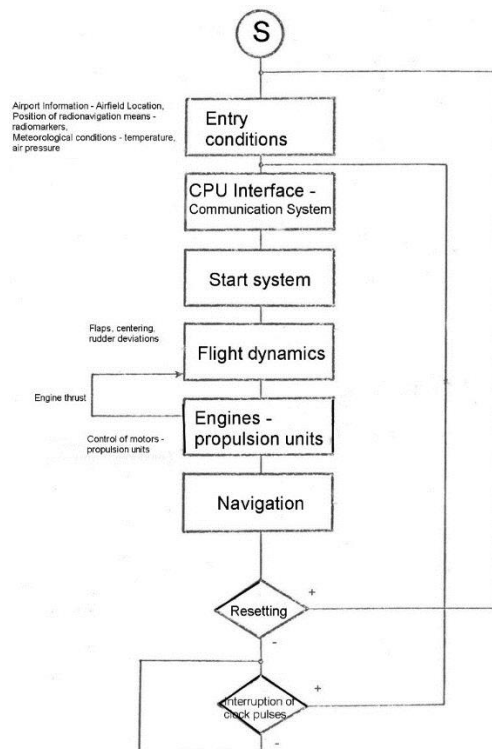 S
Airport Information - Airfield Location,
Position of radionavigation means -
radiomarkers,
Meteorological conditions - temperature,
air pressure
Entry
conditions
CPU Interface -
Communication System
Start system
Flaps, centering,
rudder deviations
Flight dynamics
Engine thrust
Engines -
propulsion units
Control of motors -
propulsion units
Navigation
+
Resetting
-
+
Interruption of
clock pulses
-